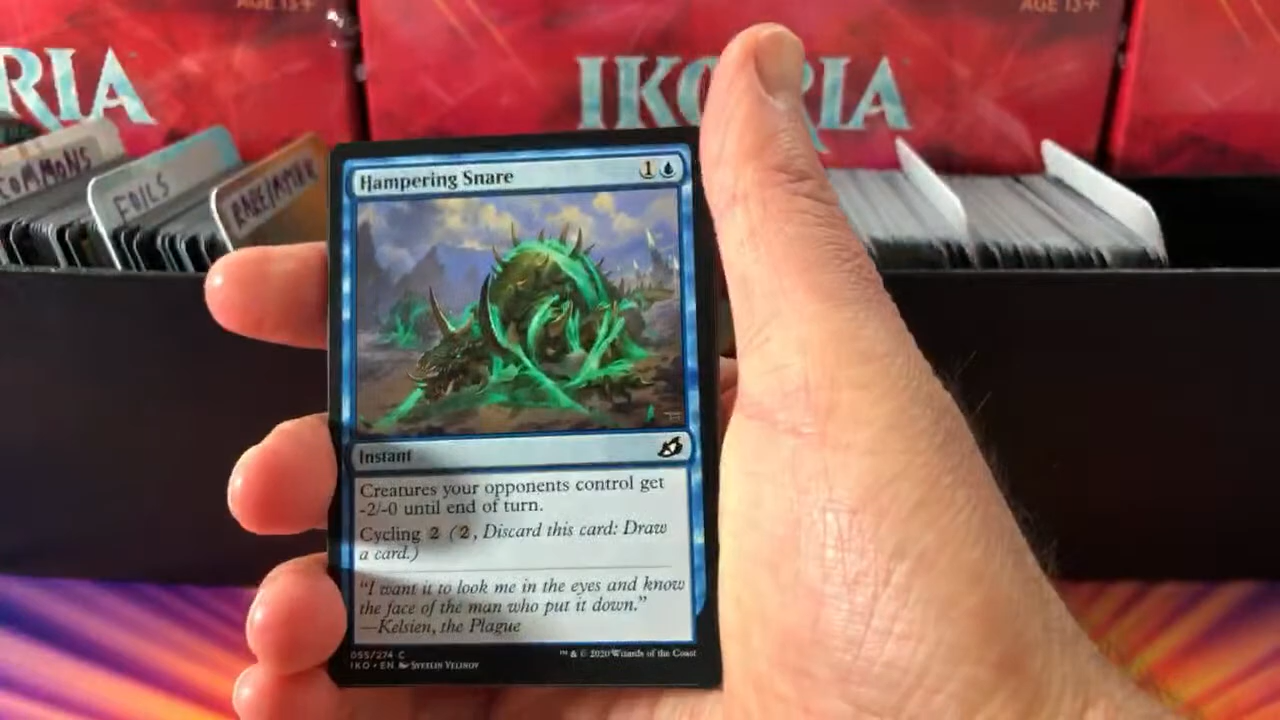 AGE 13+
AGE 13+
RIA
IKORIA
COMMONS
FOILS
RARE/MYTHIC
Hampering Snare
1
Instant
Creatures your opponents control get
-2/-0 until end of turn.
Cycling 2 (2, Discard this card: Draw
a card.)
"I want it to look me in the eyes and know
the face of the man who put it down."
—Kelsien, the Plague
055/274 C
IKO • EN Svetlin Velinov
™ & © 2020 Wizards of the Coast